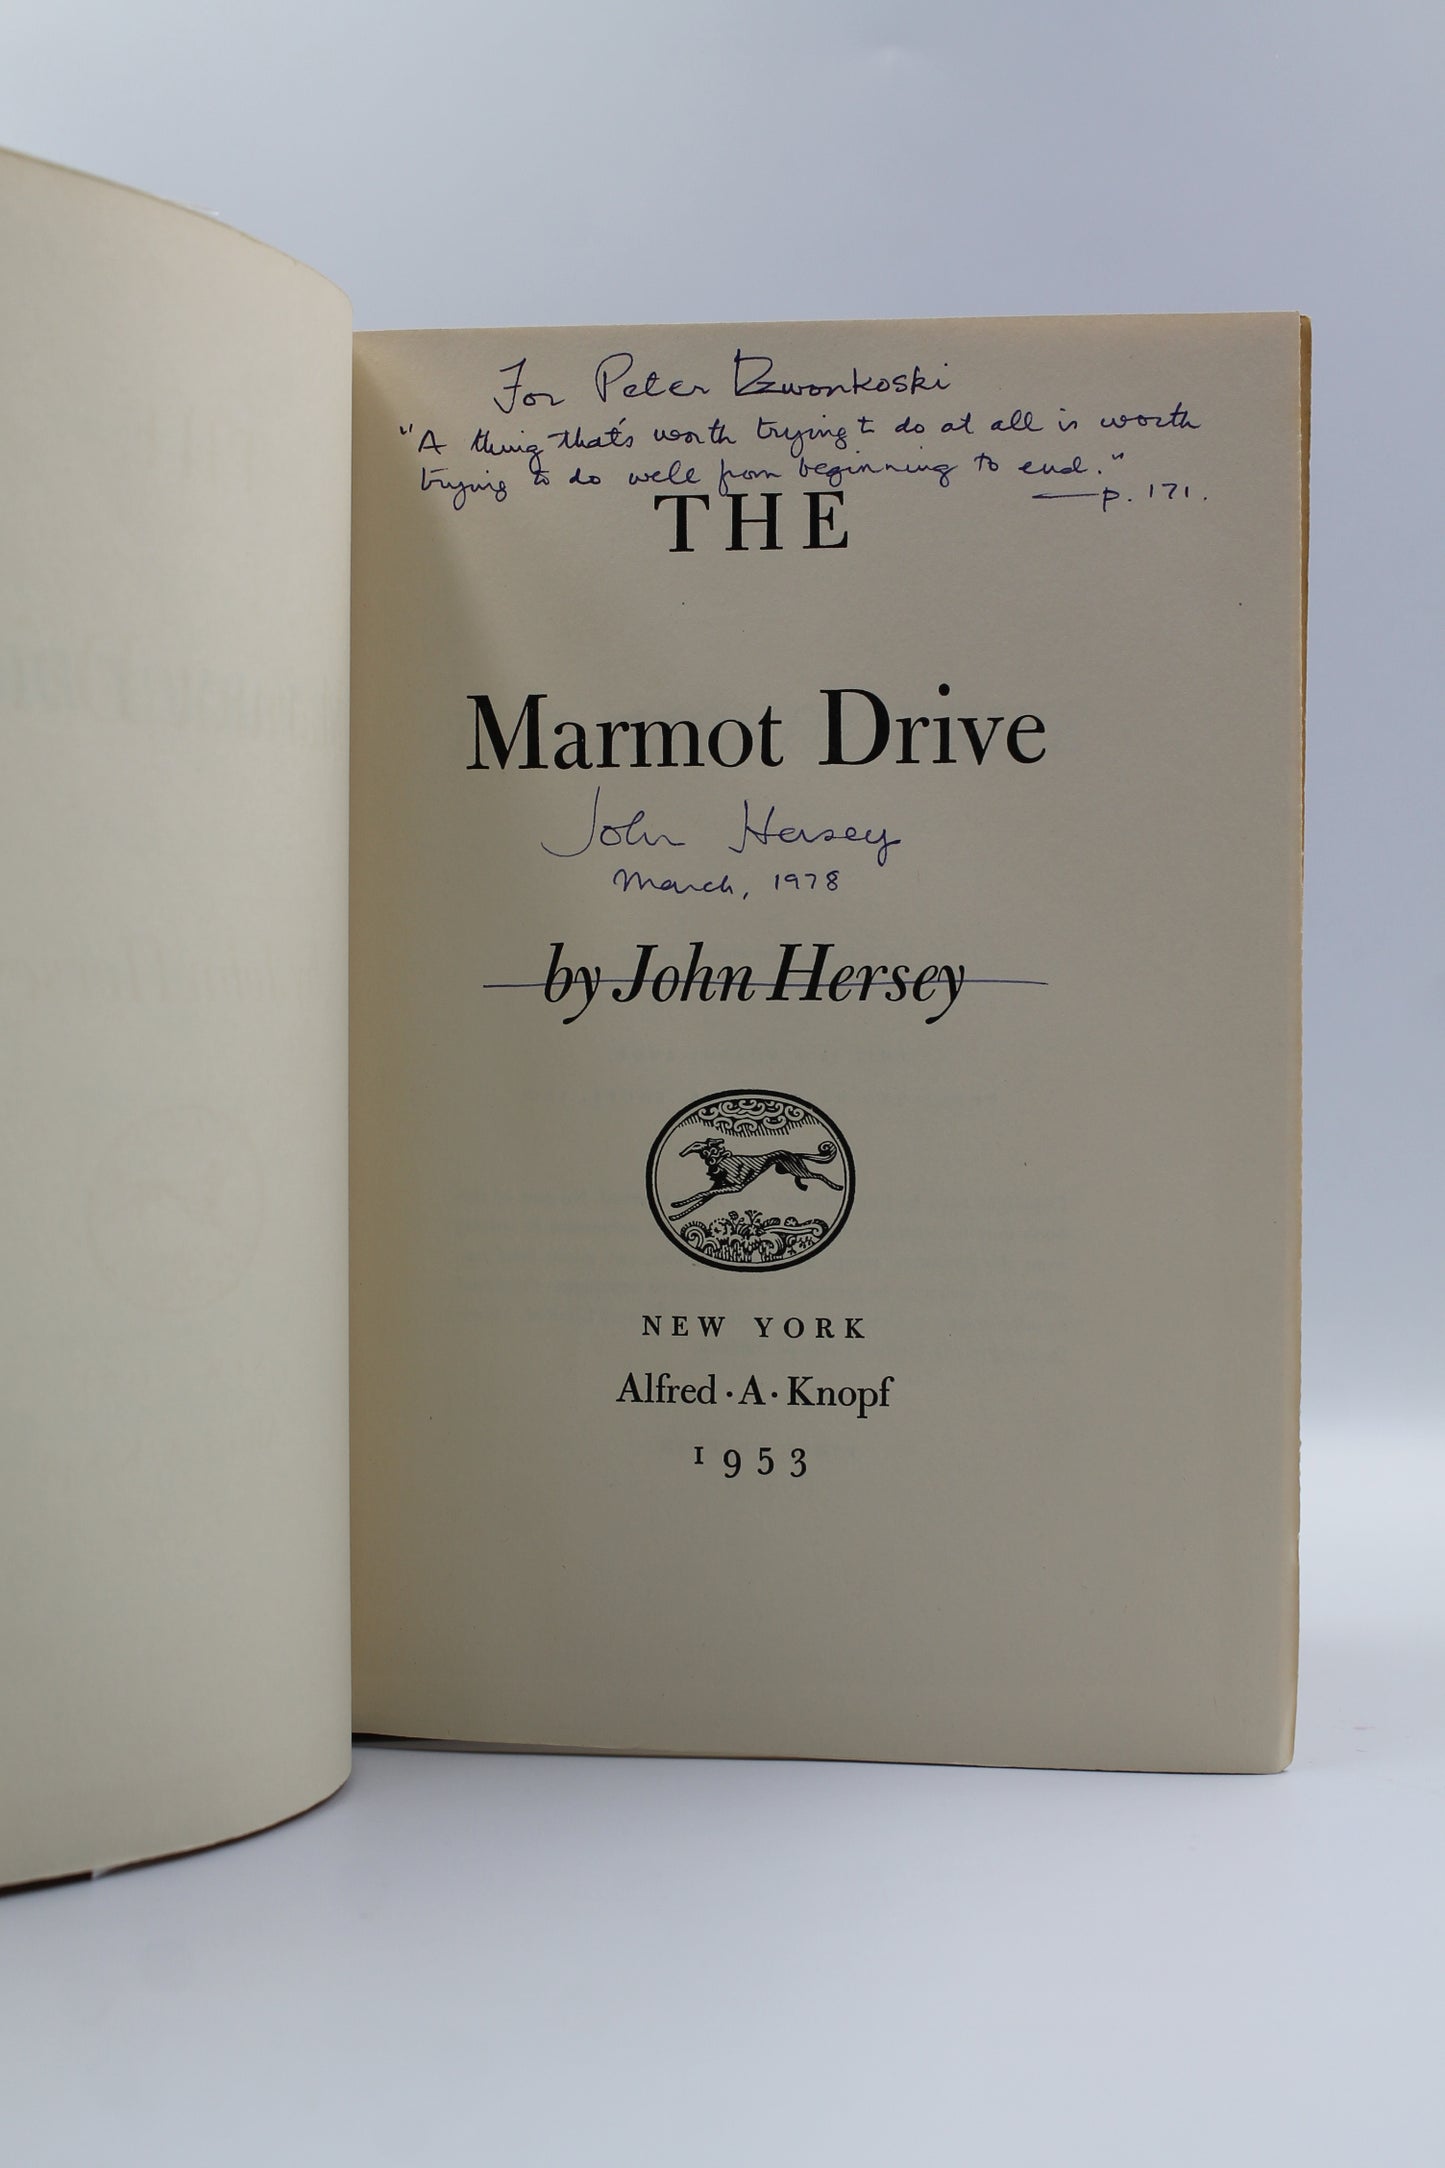 For Peter Dzwonkoski
"A thing that's worth trying to do at all is worth
trying to do well from beginning to end."
—p. 171.
THE
Marmot Drive
John Hersey
March, 1978
by John Hersey
NEW YORK
Alfred · A · Knopf
1953